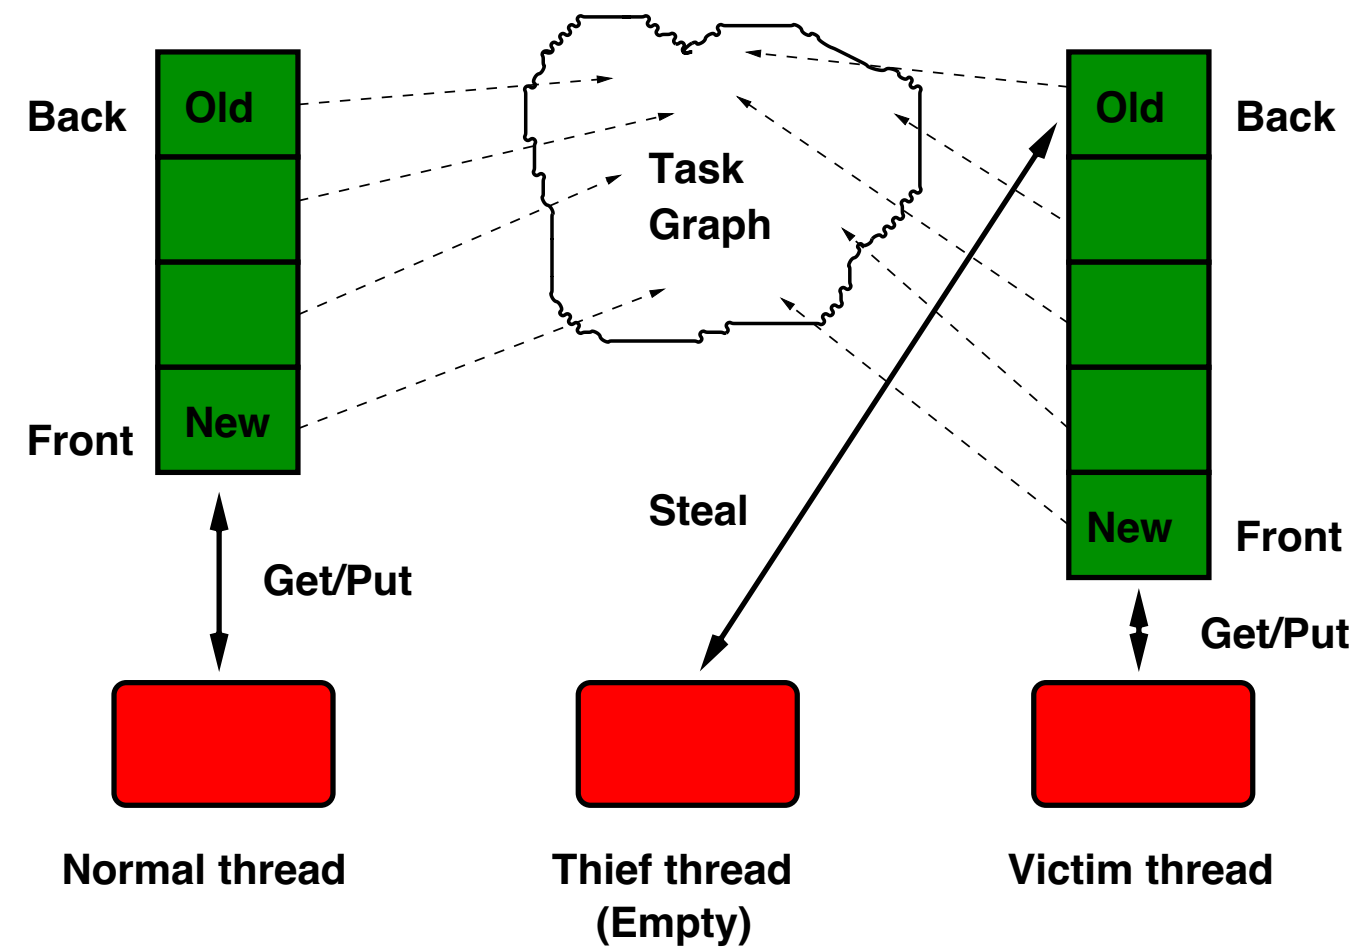 Back
Old
Task
Graph
Old
Back
New
Front
Steal
New
Front
Get/Put
Get/Put
Normal thread
Thief thread
(Empty)
Victim thread